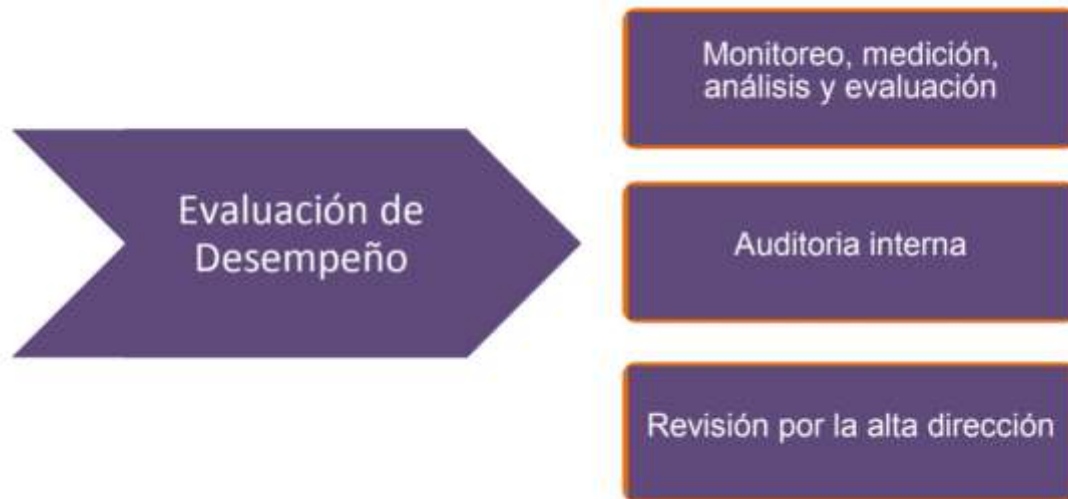 Evaluación de
Desempeño
Monitoreo, medición,
análisis y evaluación
Auditoria interna
Revisión por la alta dirección